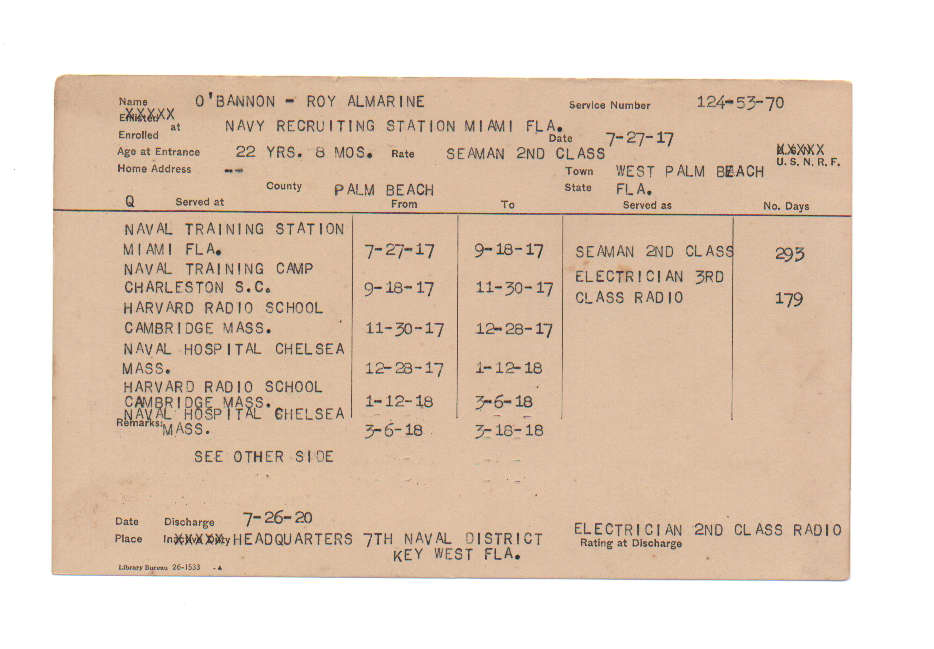 Name O'BANNON - ROY ALMARINE Service Number 124-53-70
Enlisted XXXXX
Enrolled at NAVY RECRUITING STATION MIAMI FLA. Date 7-27-17
Age at Entrance 22 YRS. 8 MOS. Rate SEAMAN 2ND CLASS U.S.N. XXXXX
U. S. N. R. F.
Home Address -- Town WEST PALM BEACH
County PALM BEACH State FLA.
Q Served at From To Served as No. Days
NAVAL TRAINING STATION
MIAMI FLA. 7-27-17 9-18-17 SEAMAN 2ND CLASS 293
NAVAL TRAINING CAMP ELECTRICIAN 3RD
CHARLESTON S.C. 9-18-17 11-30-17 CLASS RADIO 179
HARVARD RADIO SCHOOL
CAMBRIDGE MASS. 11-30-17 12-28-17
NAVAL HOSPITAL CHELSEA
MASS. 12-28-17 1-12-18
HARVARD RADIO SCHOOL
CAMBRIDGE MASS. 1-12-18 3-6-18
NAVAL HOSPITAL CHELSEA
Remarks: MASS. 3-6-18 3-18-18
SEE OTHER SIDE
Date Discharge 7-26-20
Place Inactive Duty XXXXX HEADQUARTERS 7TH NAVAL DISTRICT ELECTRICIAN 2ND CLASS RADIO
KEY WEST FLA. Rating at Discharge
Library Bureau 26-1533